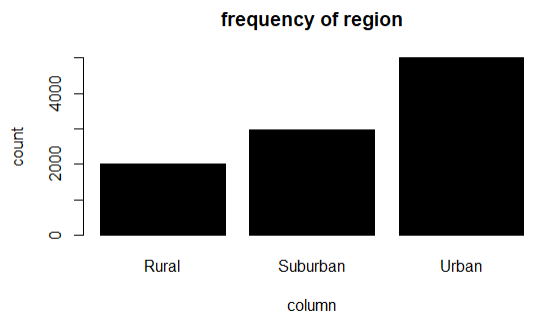 frequency of region
count
4000
2000
0
Rural Suburban Urban
column